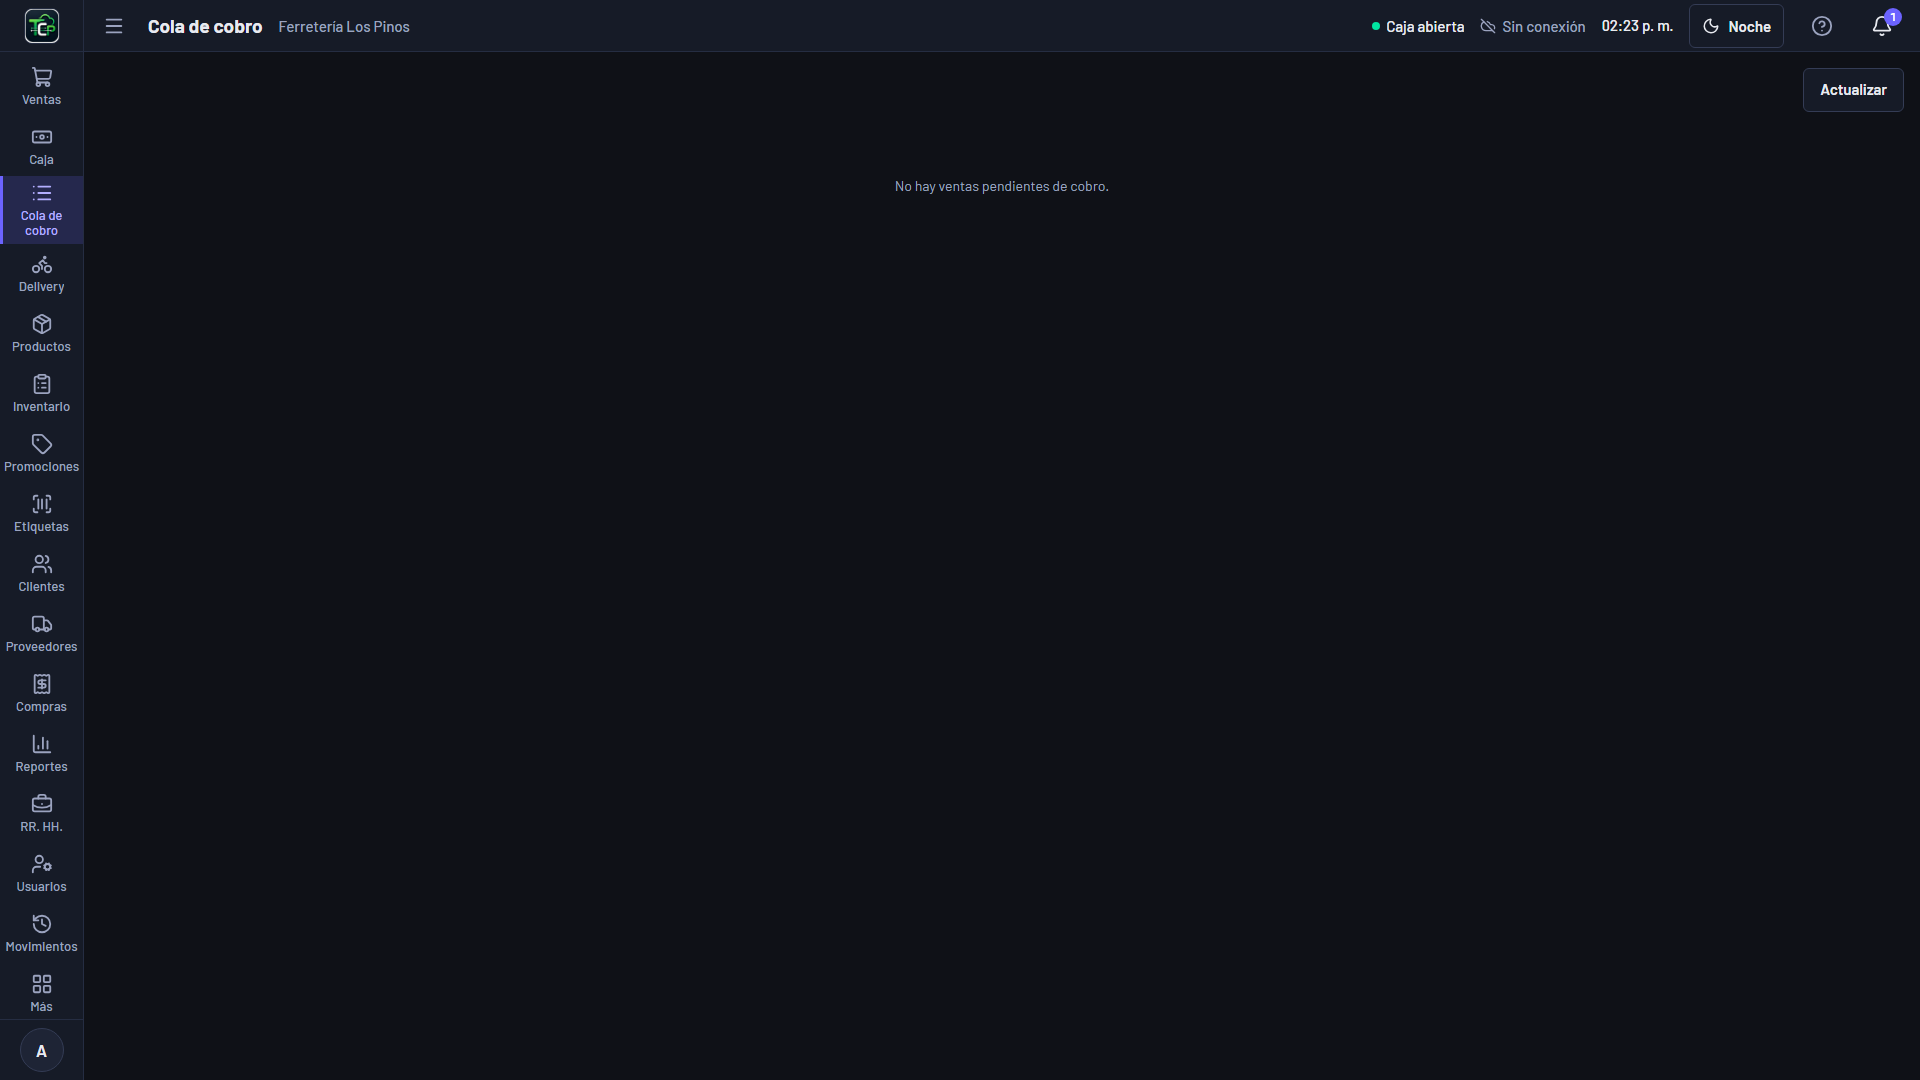 TCP
Cola de cobro
Ferretería Los Pinos
Caja abierta
Sin conexión
02:23 p. m.
Noche
1
Actualizar
No hay ventas pendientes de cobro.
Ventas
Caja
Cola de
cobro
Delivery
Productos
Inventario
Promociones
Etiquetas
Clientes
Proveedores
Compras
Reportes
RR. HH.
Usuarios
Movimientos
Más
A